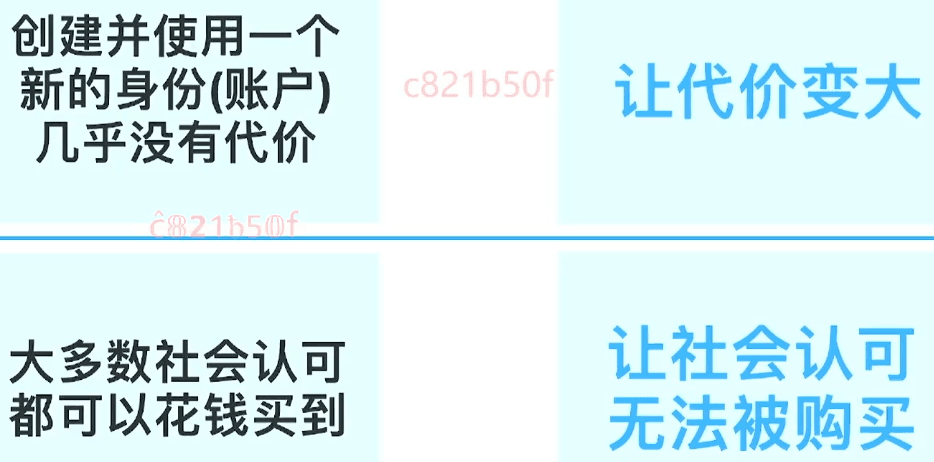 创建并使用一个
新的身份(账户)
几乎没有代价
c821b50f
让代价变大
c821b50f
大多数社会认可
都可以花钱买到
让社会认可
无法被购买